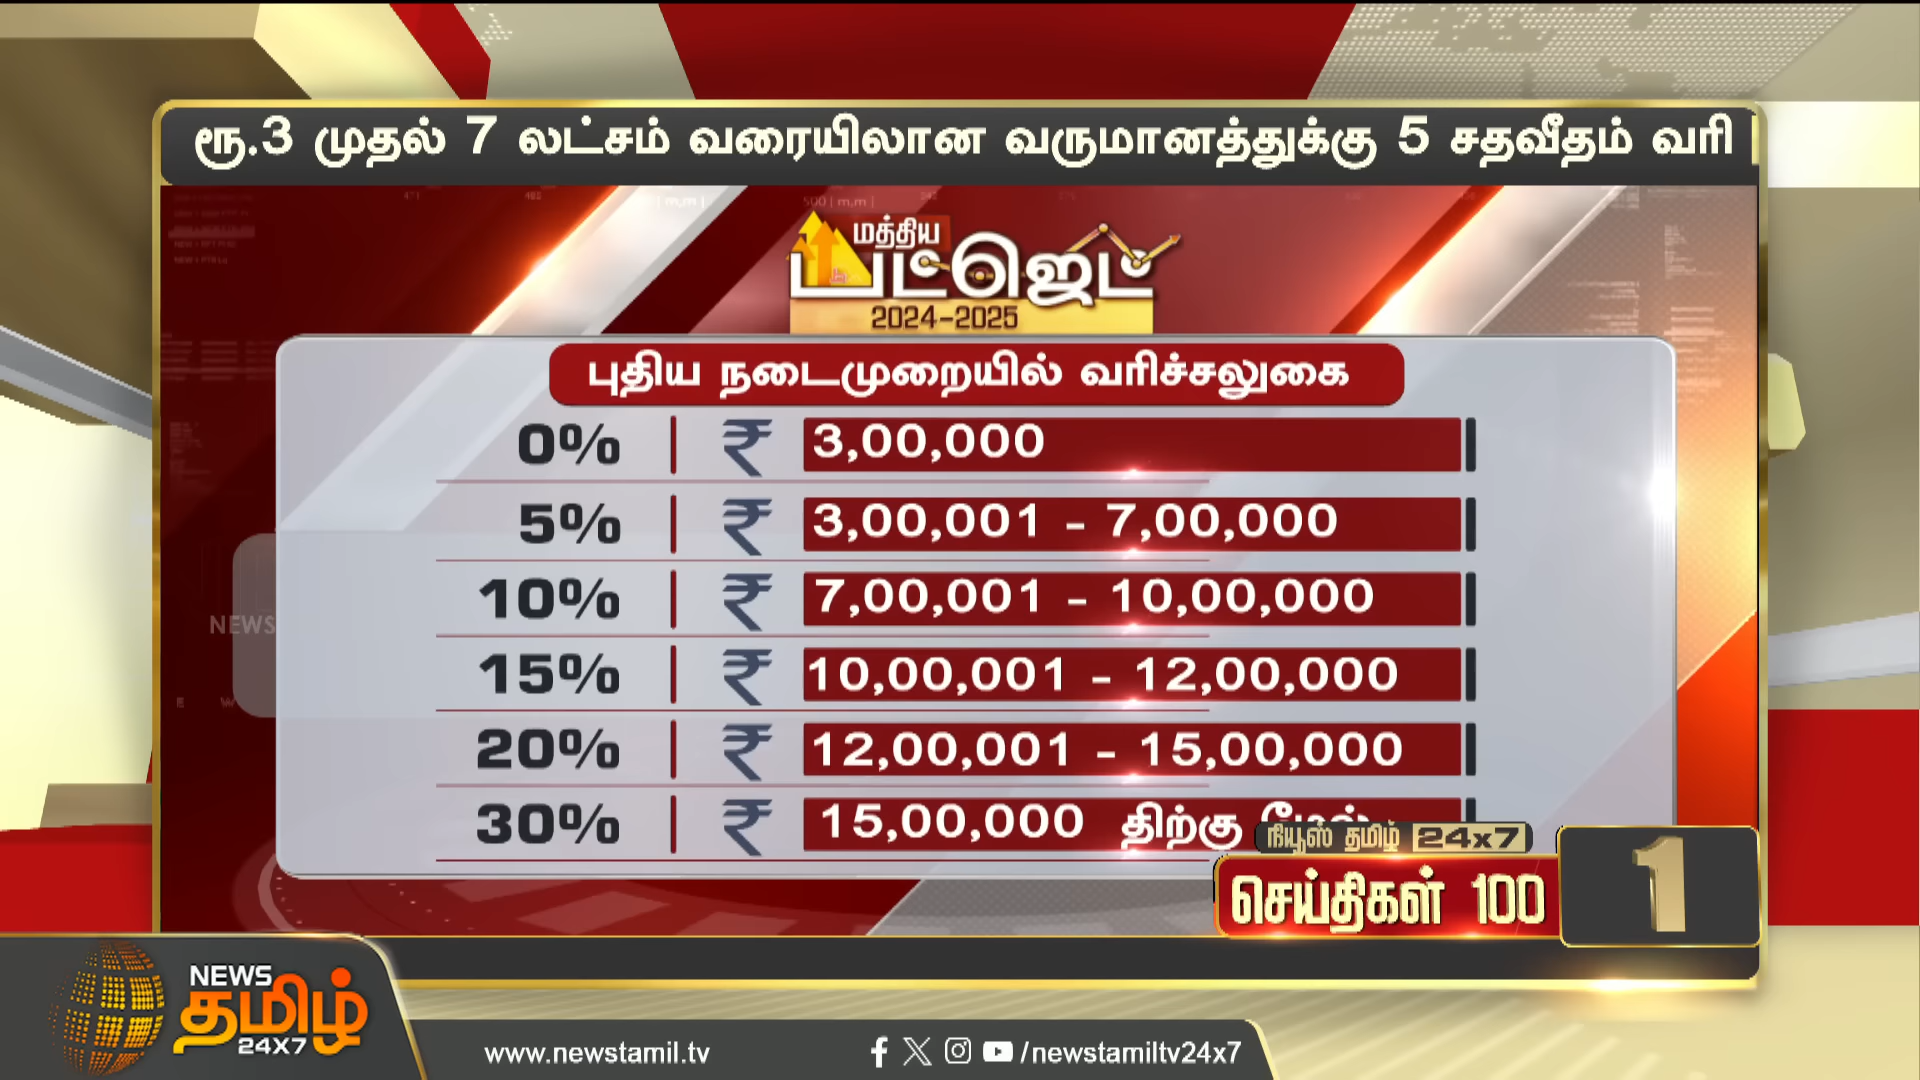 ரூ.3 முதல் 7 லட்சம் வரையிலான வருமானத்துக்கு 5 சதவீதம் வரி
மத்திய
பட்ஜெட்
2024-2025
புதிய நடைமுறையில் வரிச்சலுகை
0% ₹ 3,00,000
5% ₹ 3,00,001 - 7,00,000
10% ₹ 7,00,001 - 10,00,000
15% ₹ 10,00,001 - 12,00,000
20% ₹ 12,00,001 - 15,00,000
30% ₹ 15,00,000 திற்கு மேல்
நியூஸ் தமிழ் 24x7
செய்திகள் 100
1
NEWS
NEWS
தமிழ்
24X7
www.newstamil.tv
/newstamiltv24x7